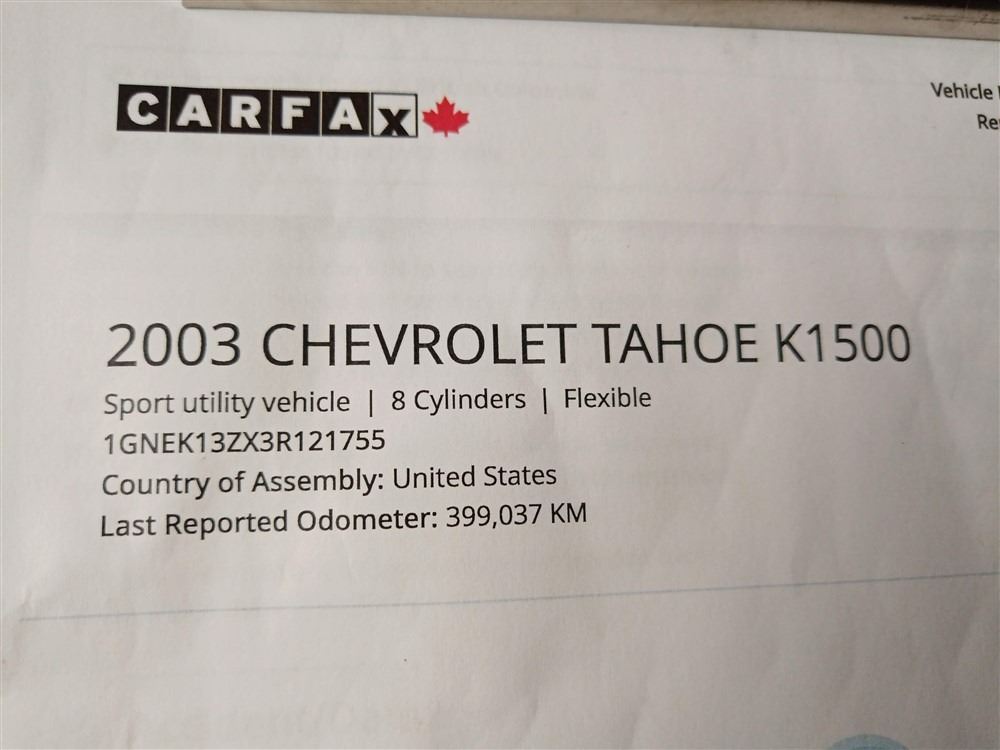 CARFAX
Vehicle
2003 CHEVROLET TAHOE K1500
Sport utility vehicle | 8 Cylinders | Flexible
1GNEK13ZX3R121755
Country of Assembly: United States
Last Reported Odometer: 399,037 KM